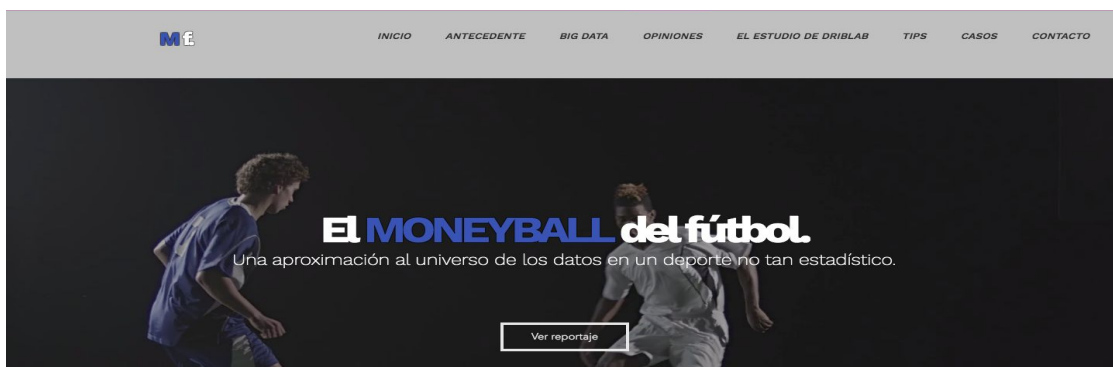 Mf.
INICIO ANTECEDENTE BIG DATA OPINIONES EL ESTUDIO DE DRIBLAB TIPS CASOS CONTACTO
El MONEYBALL del fútbol.
Una aproximación al universo de los datos en un deporte no tan estadístico.
Ver reportaje